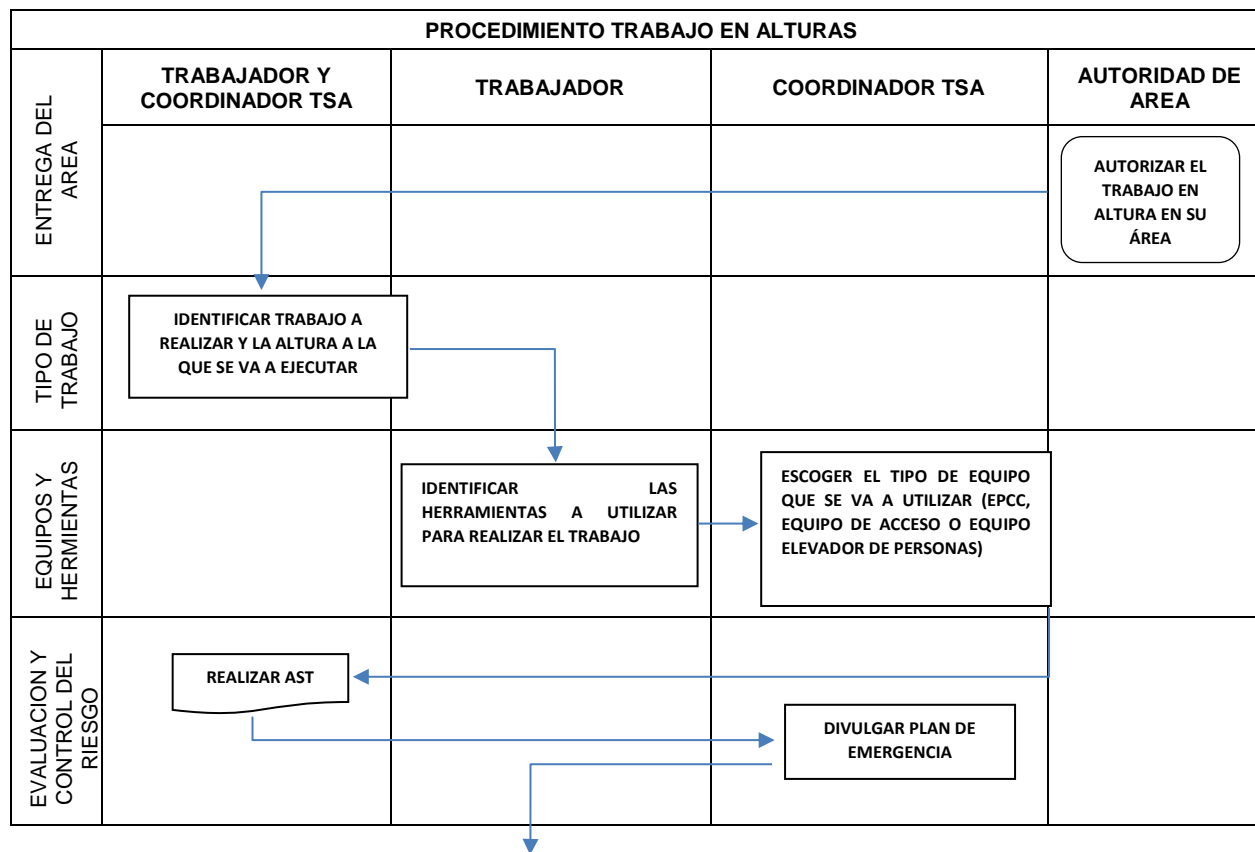 PROCEDIMIENTO TRABAJO EN ALTURAS
TRABAJADOR Y
COORDINADOR TSA
TRABAJADOR
COORDINADOR TSA
AUTORIDAD DE
AREA
ENTREGA DEL
AREA
AUTORIZAR EL
TRABAJO EN
ALTURA EN SU
ÁREA
TIPO DE
TRABAJO
IDENTIFICAR TRABAJO A
REALIZAR Y LA ALTURA A LA
QUE SE VA A EJECUTAR
EQUIPOS Y
HERMIENTAS
IDENTIFICAR LAS
HERRAMIENTAS A UTILIZAR
PARA REALIZAR EL TRABAJO
ESCOGER EL TIPO DE EQUIPO
QUE SE VA A UTILIZAR (EPCC,
EQUIPO DE ACCESO O EQUIPO
ELEVADOR DE PERSONAS)
EVALUACION Y
CONTROL DEL
RIESGO
REALIZAR AST
DIVULGAR PLAN DE
EMERGENCIA